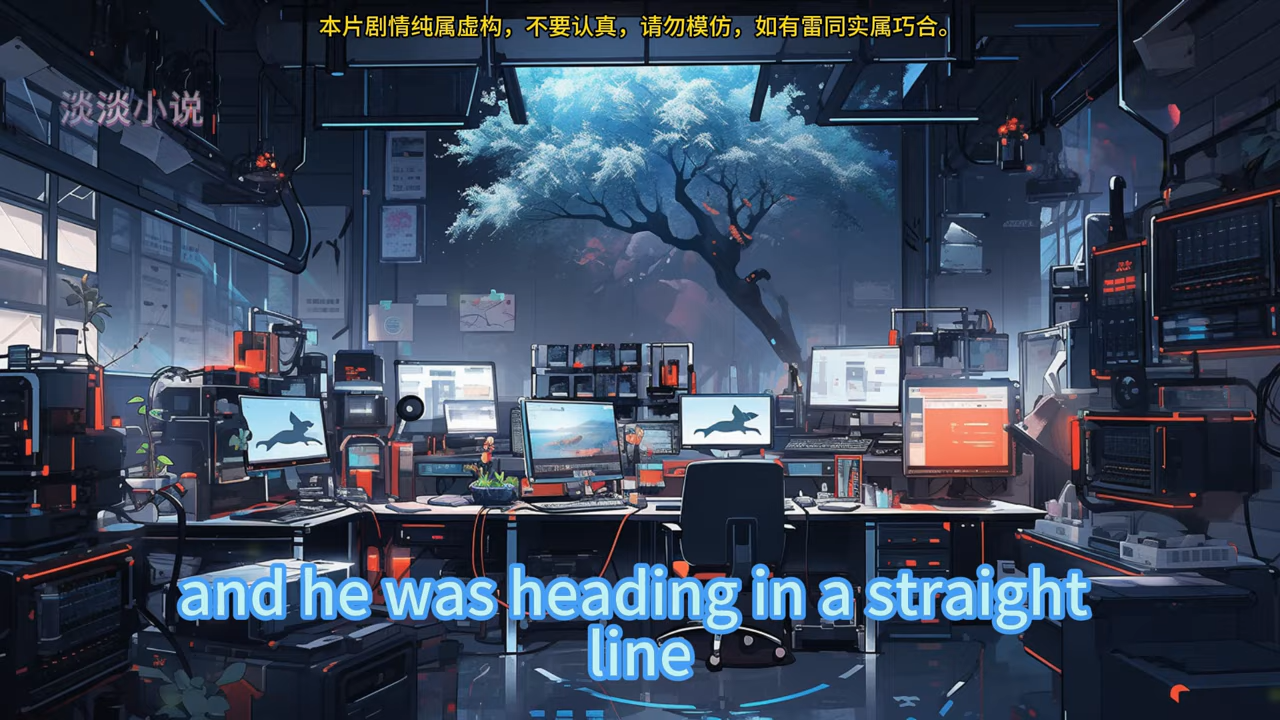 本片剧情纯属虚构，不要认真，请勿模仿，如有雷同实属巧合。
淡淡小说
and he was heading in a straight
line